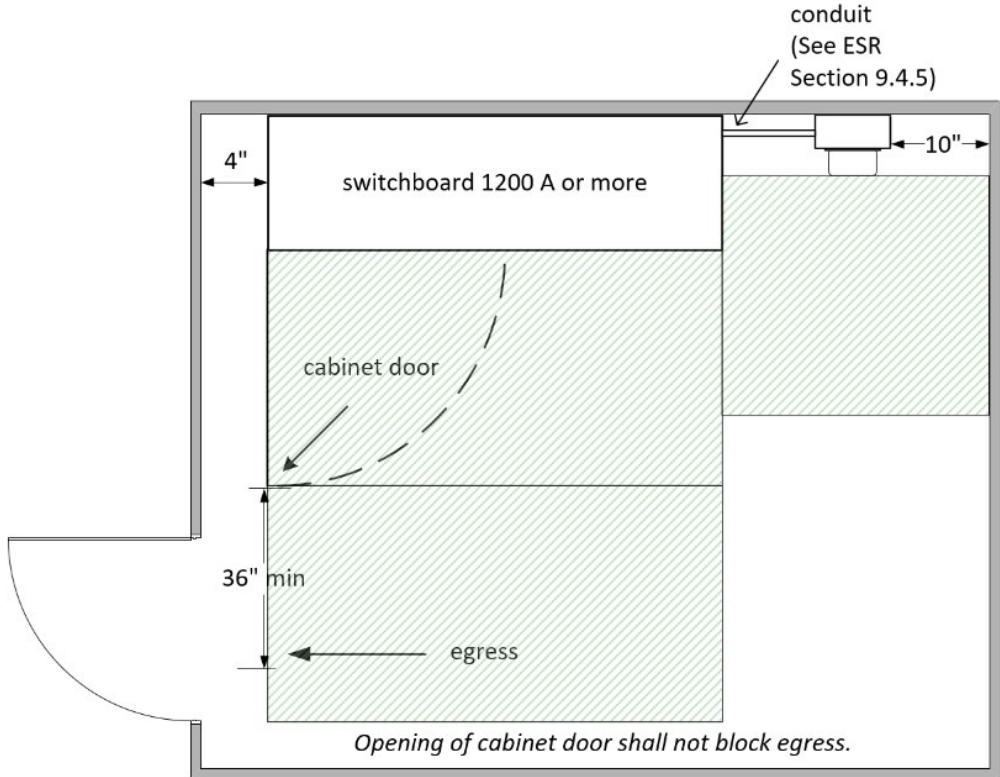 conduit
(See ESR
Section 9.4.5)
4"
10"
switchboard 1200 A or more
cabinet door
36" min
egress
Opening of cabinet door shall not block egress.